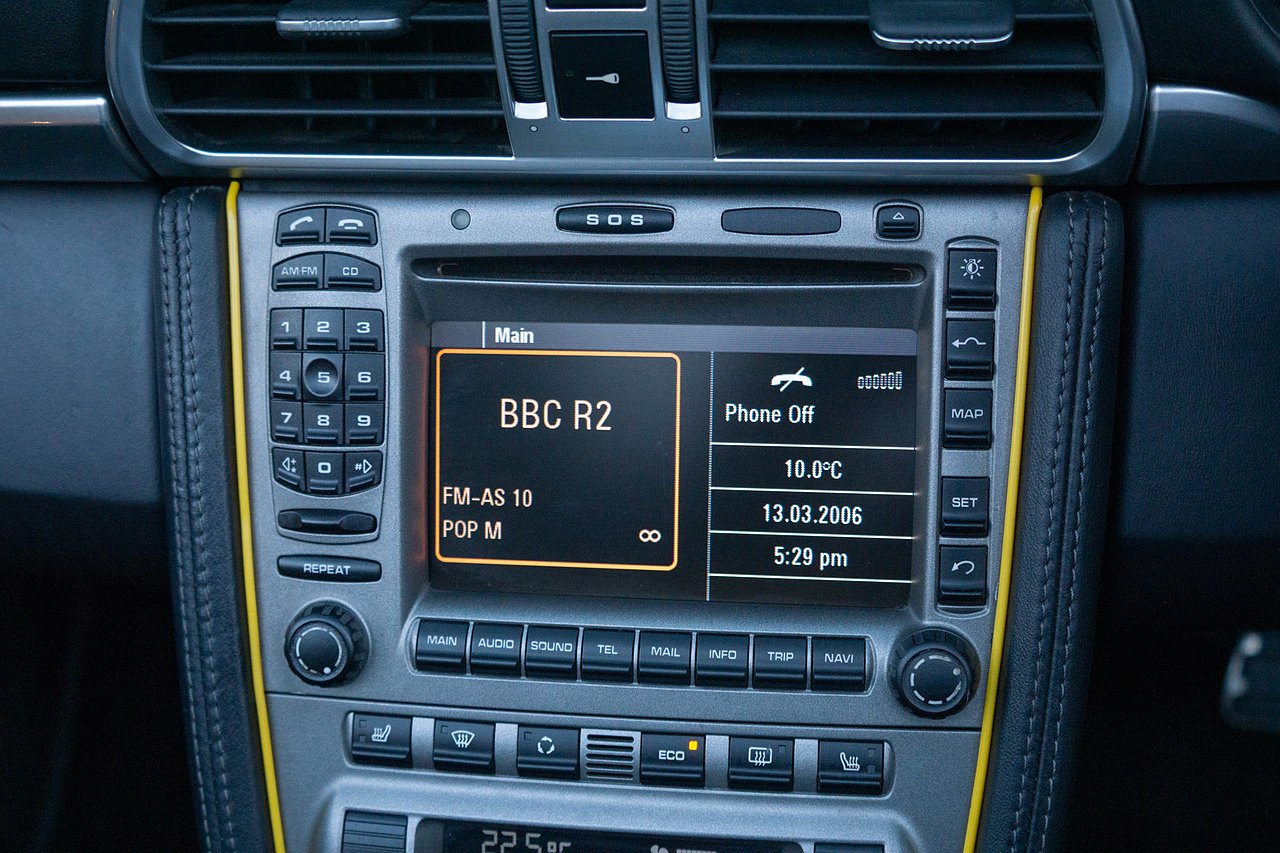 SOS
AM FM CD
1 2 3
4 5 6
7 8 9
0 #
REPEAT
Main
BBC R2
FM-AS 10
POP M
Phone Off
10.0°C
13.03.2006
5:29 pm
MAP
SET
MAIN AUDIO SOUND TEL MAIL INFO TRIP NAVI
ECO
22.5°C